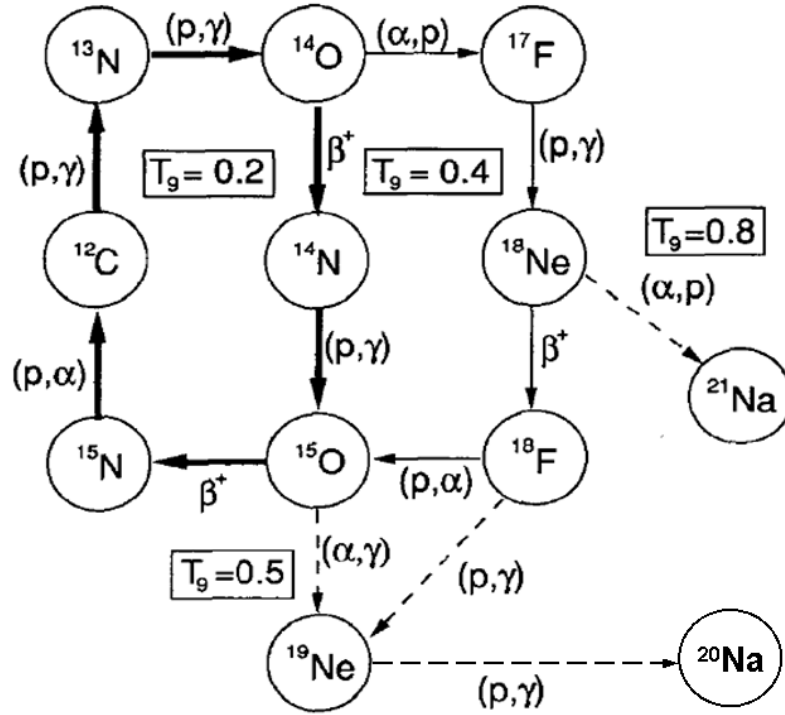 ¹³N (p,γ) ¹⁴O (α,p) ¹⁷F
(p,γ) T₉= 0.2 β⁺ T₉= 0.4 (p,γ)
¹²C ¹⁴N ¹⁸Ne T₉=0.8
(α,p)
(p,α) (p,γ) β⁺
²¹Na
¹⁵N β⁺ ¹⁵O (p,α) ¹⁸F
T₉=0.5 (α,γ) (p,γ)
¹⁹Ne (p,γ) ²⁰Na